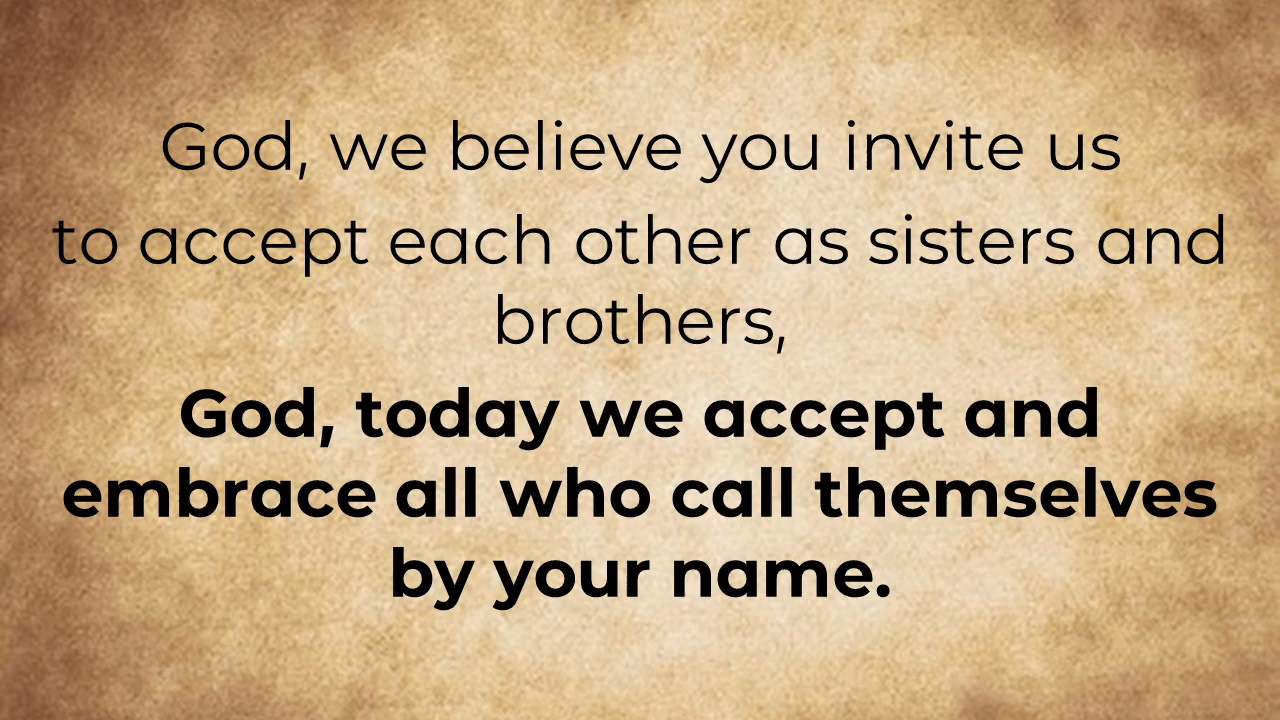 God, we believe you invite us
to accept each other as sisters and
brothers,
God, today we accept and
embrace all who call themselves
by your name.